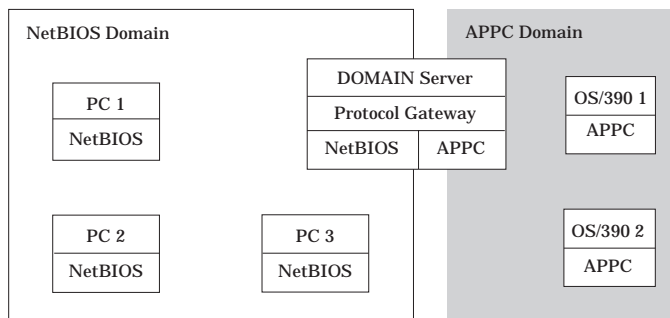 NetBIOS Domain
APPC Domain
DOMAIN Server
Protocol Gateway
NetBIOS APPC
PC 1
NetBIOS
OS/390 1
APPC
PC 2
NetBIOS
PC 3
NetBIOS
OS/390 2
APPC